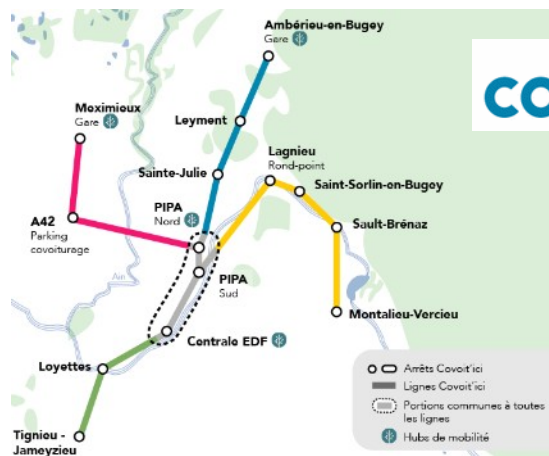 Ambérieu-en-Bugey
Gare
co
Meximieux
Gare
Leyment
Lagnieu
Rond-point
Sainte-Julie
Saint-Sorlin-en-Bugey
PIPA
Nord
A42
Parking
covoiturage
Sault-Brénaz
Ain
PIPA
Sud
Montalieu-Vercieu
Centrale EDF
Loyettes
Arrêts Covoit'ici
Lignes Covoit'ici
Portions communes à toutes
les lignes
Hubs de mobilité
Tignieu -
Jameyzieu